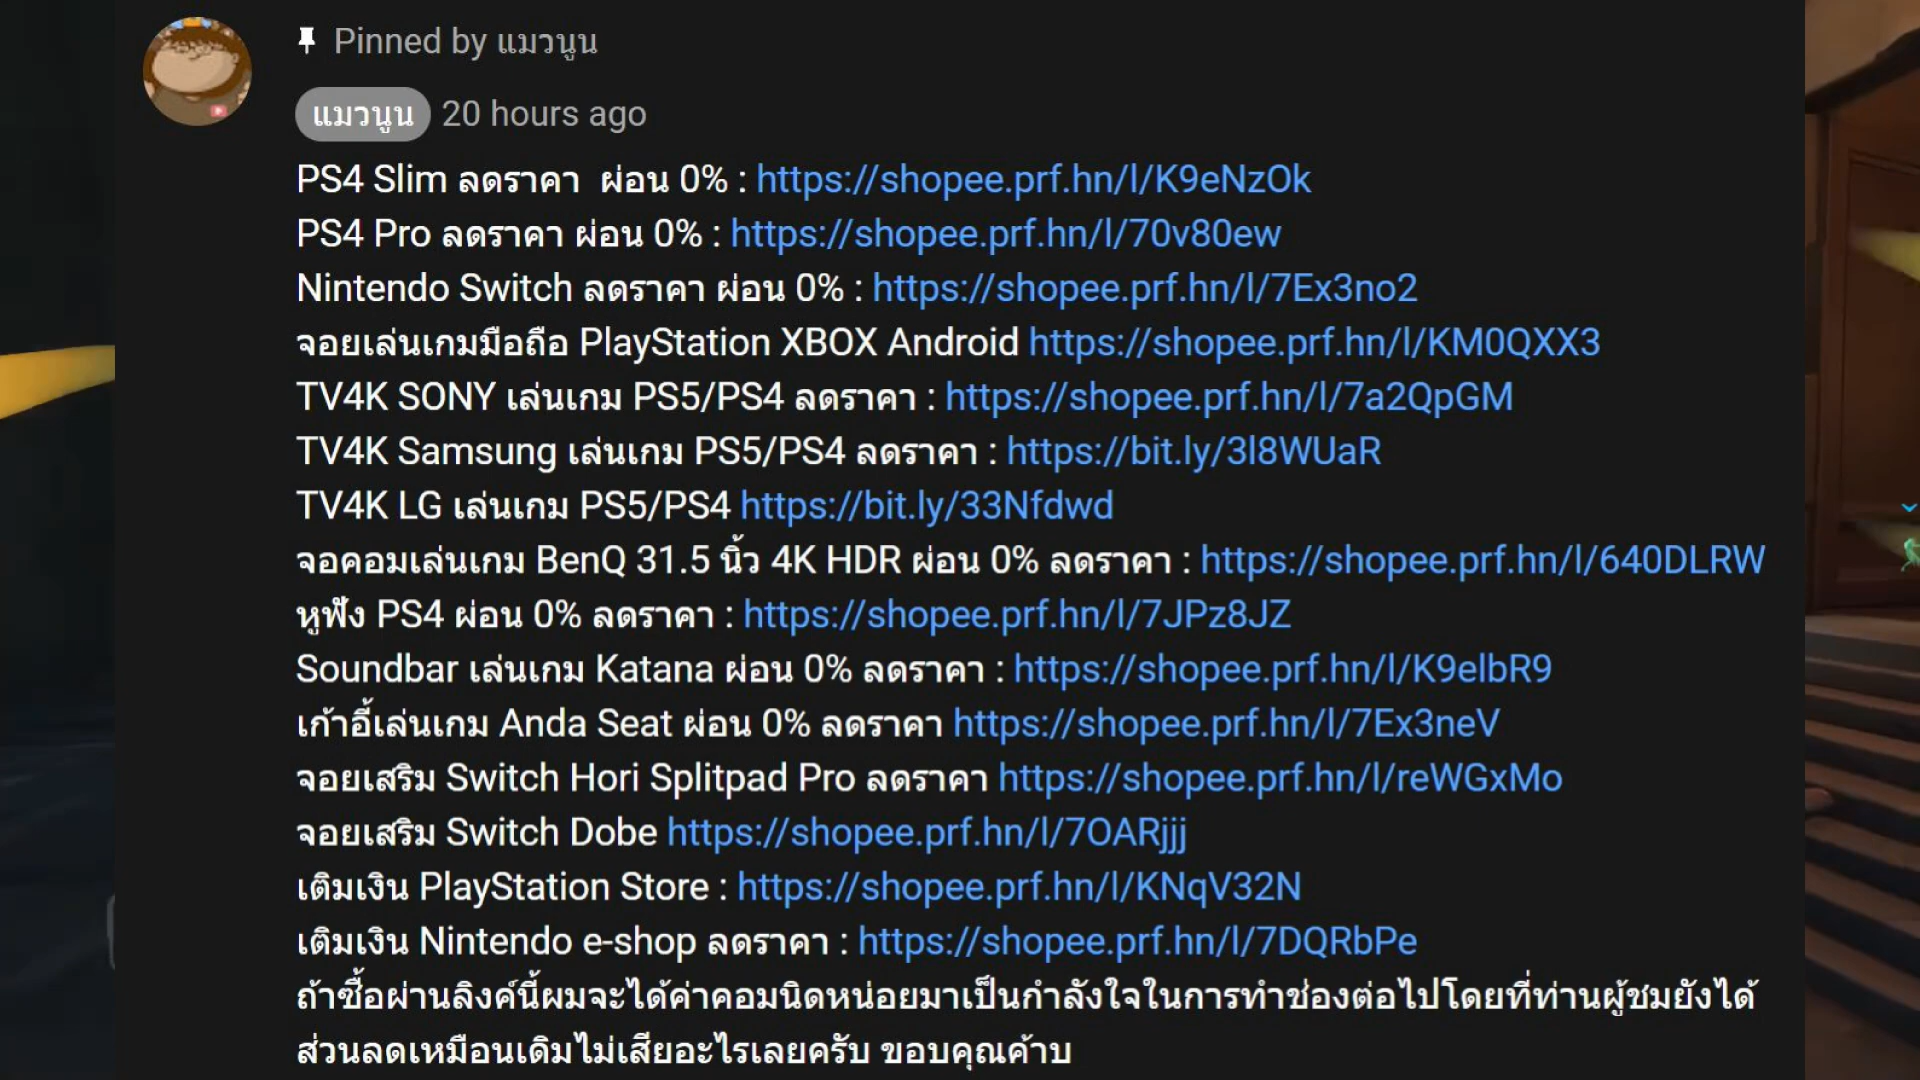 Pinned by แมวนูน
แมวนูน 20 hours ago
PS4 Slim ลดราคา  ผ่อน 0% : https://shopee.prf.hn/l/K9eNzOk
PS4 Pro ลดราคา ผ่อน 0% : https://shopee.prf.hn/l/70v80ew
Nintendo Switch ลดราคา ผ่อน 0% : https://shopee.prf.hn/l/7Ex3no2
จอยเล่นเกมมือถือ PlayStation XBOX Android https://shopee.prf.hn/l/KM0QXX3
TV4K SONY เล่นเกม PS5/PS4 ลดราคา : https://shopee.prf.hn/l/7a2QpGM
TV4K Samsung เล่นเกม PS5/PS4 ลดราคา : https://bit.ly/3l8WUaR
TV4K LG เล่นเกม PS5/PS4 https://bit.ly/33Nfdwd
จอคอมเล่นเกม BenQ 31.5 นิ้ว 4K HDR ผ่อน 0% ลดราคา : https://shopee.prf.hn/l/640DLRW
หูฟัง PS4 ผ่อน 0% ลดราคา : https://shopee.prf.hn/l/7JPz8JZ
Soundbar เล่นเกม Katana ผ่อน 0% ลดราคา : https://shopee.prf.hn/l/K9elbR9
เก้าอี้เล่นเกม Anda Seat ผ่อน 0% ลดราคา https://shopee.prf.hn/l/7Ex3neV
จอยเสริม Switch Hori Splitpad Pro ลดราคา https://shopee.prf.hn/l/reWGxMo
จอยเสริม Switch Dobe https://shopee.prf.hn/l/7OARjjj
เติมเงิน PlayStation Store : https://shopee.prf.hn/l/KNqV32N
เติมเงิน Nintendo e-shop ลดราคา : https://shopee.prf.hn/l/7DQRbPe
ถ้าซื้อผ่านลิงค์นี้ผมจะได้ค่าคอมนิดหน่อยมาเป็นกำลังใจในการทำช่องต่อไปโดยที่ท่านผู้ชมยังได้
ส่วนลดเหมือนเดิมไม่เสียอะไรเลยครับ ขอบคุณค้าบ